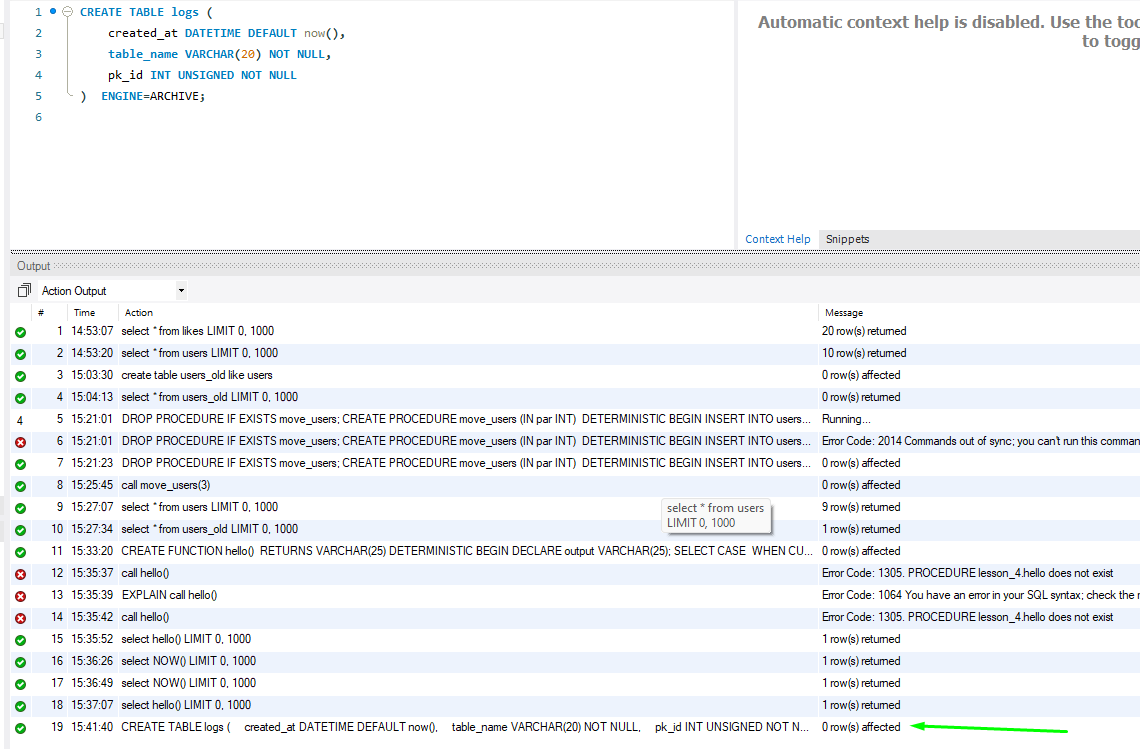 1 CREATE TABLE logs (
2 created_at DATETIME DEFAULT now(),
3 table_name VARCHAR(20) NOT NULL,
4 pk_id INT UNSIGNED NOT NULL
5 ) ENGINE=ARCHIVE;
6
Automatic context help is disabled. Use the
to
Context Help Snippets
Output
Action Output
# Time Action Message
1 14:53:07 select * from likes LIMIT 0, 1000 20 row(s) returned
2 14:53:20 select * from users LIMIT 0, 1000 10 row(s) returned
3 15:03:30 create table users_old like users 0 row(s) affected
4 15:04:13 select * from users_old LIMIT 0, 1000 0 row(s) returned
4 5 15:21:01 DROP PROCEDURE IF EXISTS move_users; CREATE PROCEDURE move_users (IN par INT) DETERMINISTIC BEGIN INSERT INTO users... Running...
6 15:21:01 DROP PROCEDURE IF EXISTS move_users; CREATE PROCEDURE move_users (IN par INT) DETERMINISTIC BEGIN INSERT INTO users... Error Code: 2014 Commands out of sync; you can't run this
7 15:21:23 DROP PROCEDURE IF EXISTS move_users; CREATE PROCEDURE move_users (IN par INT) DETERMINISTIC BEGIN INSERT INTO users... 0 row(s) affected
8 15:25:45 call move_users(3) 0 row(s) affected
9 15:27:07 select * from users LIMIT 0, 1000 9 row(s) returned
select * from users
LIMIT 0, 1000
10 15:27:34 select * from users_old LIMIT 0, 1000 1 row(s) returned
11 15:33:20 CREATE FUNCTION hello() RETURNS VARCHAR(25) DETERMINISTIC BEGIN DECLARE output VARCHAR(25); SELECT CASE WHEN CU... 0 row(s) affected
12 15:35:37 call hello() Error Code: 1305. PROCEDURE lesson_4.hello does not exist
13 15:35:39 EXPLAIN call hello() Error Code: 1064 You have an error in your SQL syntax; check the
14 15:35:42 call hello() Error Code: 1305. PROCEDURE lesson_4.hello does not exist
15 15:35:52 select hello() LIMIT 0, 1000 1 row(s) returned
16 15:36:26 select NOW() LIMIT 0, 1000 1 row(s) returned
17 15:36:49 select NOW() LIMIT 0, 1000 1 row(s) returned
18 15:37:07 select hello() LIMIT 0, 1000 1 row(s) returned
19 15:41:40 CREATE TABLE logs ( created_at DATETIME DEFAULT now(), table_name VARCHAR(20) NOT NULL, pk_id INT UNSIGNED NOT N... 0 row(s) affected